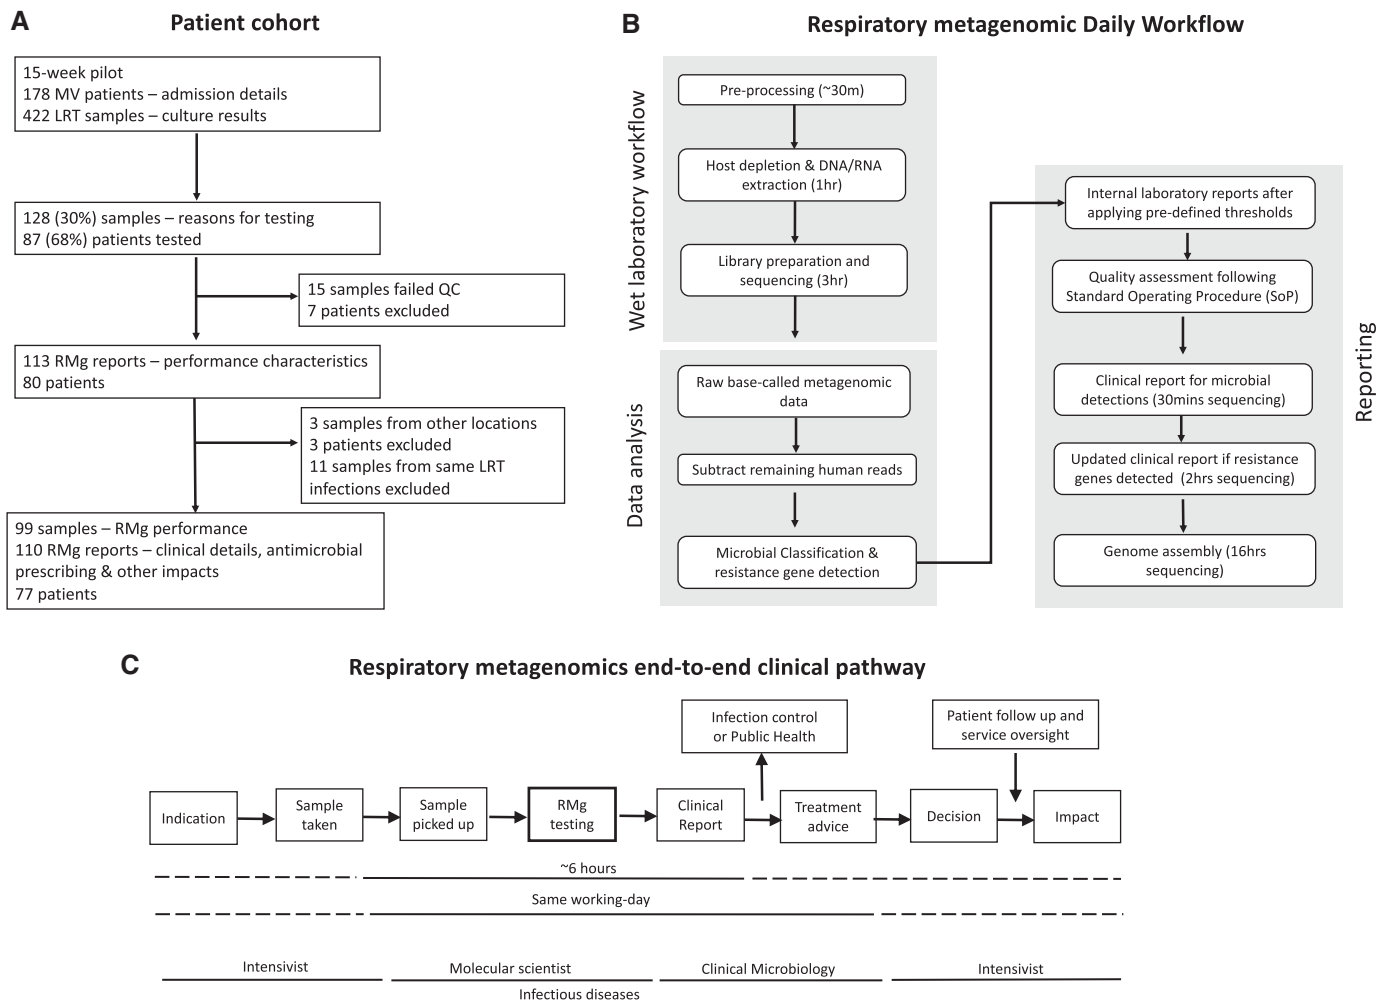 A
Patient cohort
15-week pilot
178 MV patients – admission details
422 LRT samples – culture results
128 (30%) samples – reasons for testing
87 (68%) patients tested
15 samples failed QC
7 patients excluded
113 RMg reports – performance characteristics
80 patients
3 samples from other locations
3 patients excluded
11 samples from same LRT
infections excluded
99 samples – RMg performance
110 RMg reports – clinical details, antimicrobial
prescribing & other impacts
77 patients
B
Respiratory metagenomic Daily Workflow
Wet laboratory workflow
Pre-processing (~30m)
Host depletion & DNA/RNA
extraction (1hr)
Library preparation and
sequencing (3hr)
Data analysis
Raw base-called metagenomic
data
Subtract remaining human reads
Microbial Classification &
resistance gene detection
Reporting
Internal laboratory reports after
applying pre-defined thresholds
Quality assessment following
Standard Operating Procedure (SoP)
Clinical report for microbial
detections (30mins sequencing)
Updated clinical report if resistance
genes detected (2hrs sequencing)
Genome assembly (16hrs
sequencing)
C
Respiratory metagenomics end-to-end clinical pathway
Infection control
or Public Health
Patient follow up and
service oversight
Indication
Sample
taken
Sample
picked up
RMg
testing
Clinical
Report
Treatment
advice
Decision
Impact
~6 hours
Same working-day
Intensivist
Molecular scientist
Clinical Microbiology
Intensivist
Infectious diseases